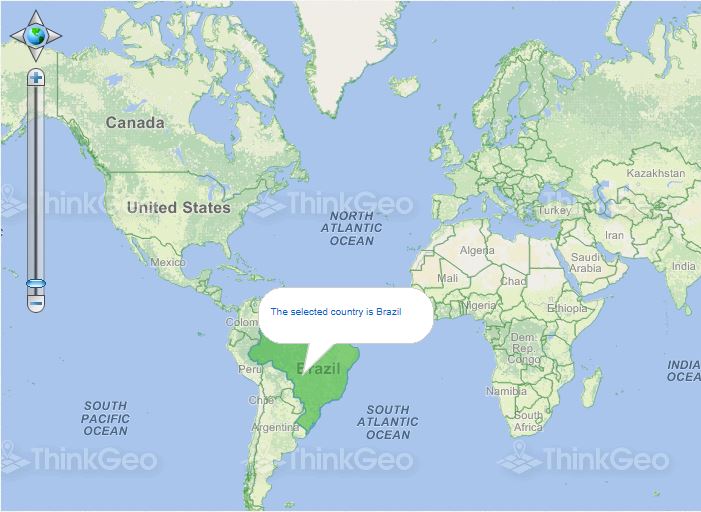 Canada
Kazakhstan
ThinkGeo
ThinkGeo
ThinkGeo
United States
Turkey
NORTH
ATLANTIC
OCEAN
Iran
Algeria
Saudi
Arabia
Mexico
India
Mali
Chad
Nigeria
Ethiopia
The selected country is Brazil
Colom
Dem.
Rep.
Congo
Peru
Brazil
INDIA
OCEA
Namibia
Chile
SOUTH
PACIFIC
OCEAN
SOUTH
ATLANTIC
OCEAN
South
Africa
Argentina
ThinkGeo
ThinkGeo
ThinkGeo